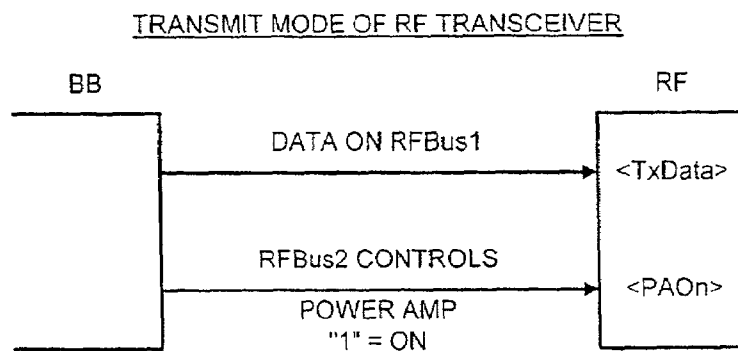 TRANSMIT MODE OF RF TRANSCEIVER
BB
RF
DATA ON RFBus1
<TxData>
RFBus2 CONTROLS
<PAOn>
POWER AMP
"1" = ON